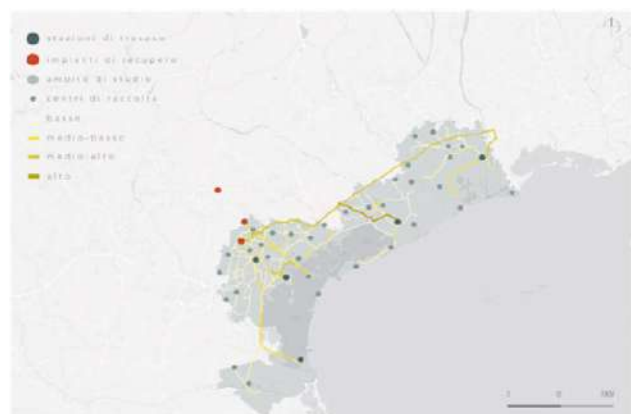 stazioni di travaso
impianti di recupero
ambito di studio
centri di raccolta
basso
medio-basso
medio-alto
alto